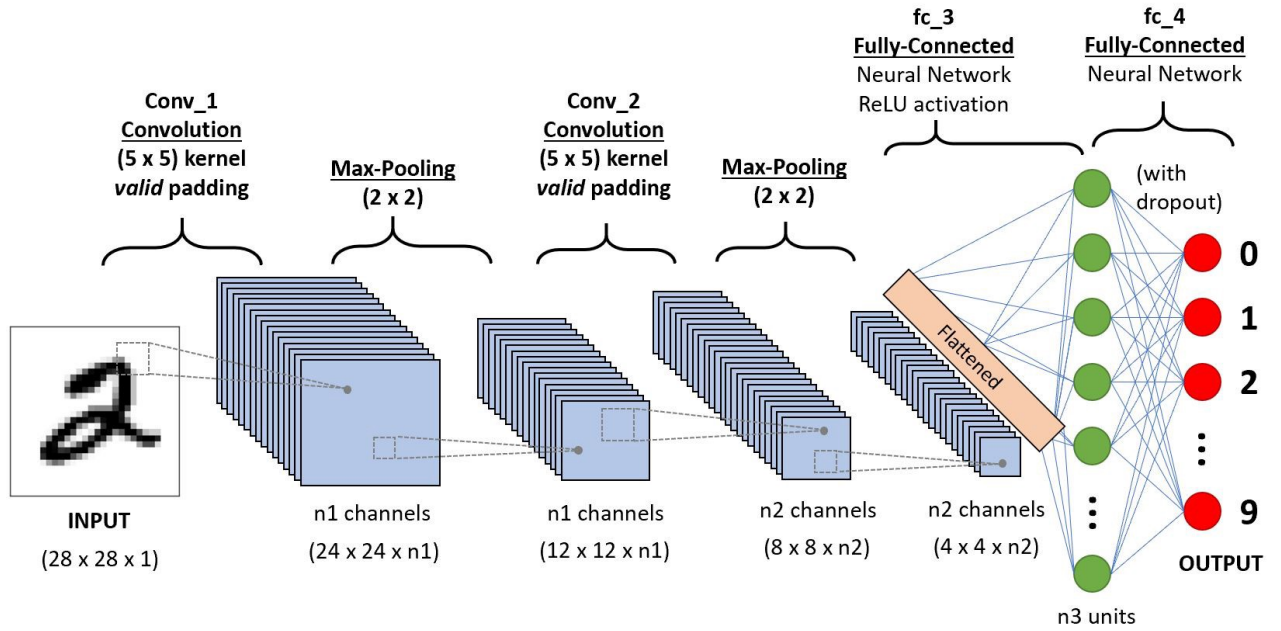 Conv_1
Convolution
(5 x 5) kernel
valid padding
Max-Pooling
(2 x 2)
Conv_2
Convolution
(5 x 5) kernel
valid padding
Max-Pooling
(2 x 2)
fc_3
Fully-Connected
Neural Network
ReLU activation
fc_4
Fully-Connected
Neural Network
(with
dropout)
Flattened
0
1
2
9
OUTPUT
INPUT
(28 x 28 x 1)
n1 channels
(24 x 24 x n1)
n1 channels
(12 x 12 x n1)
n2 channels
(8 x 8 x n2)
n2 channels
(4 x 4 x n2)
n3 units
2